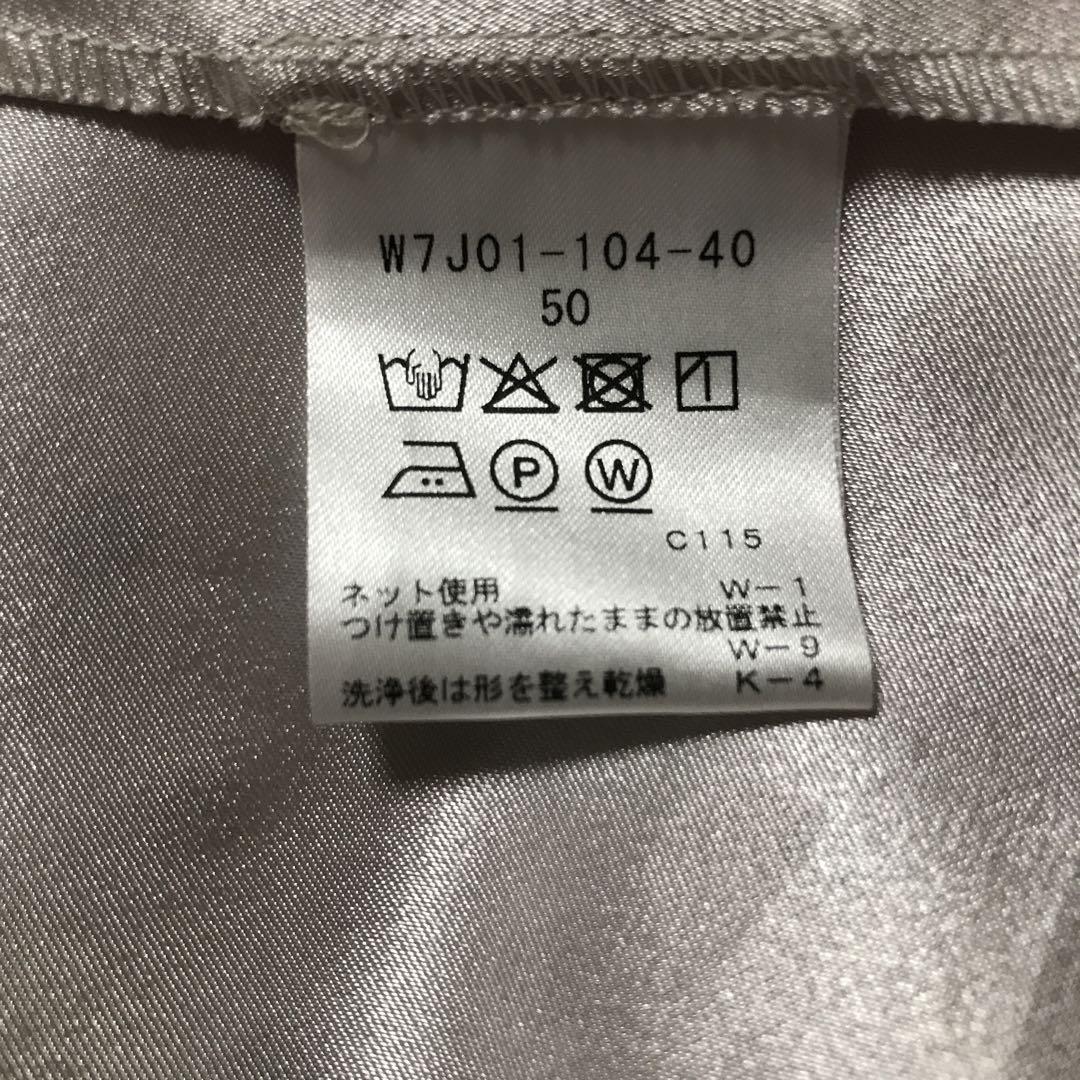 W7J01-104-40
50
P W
C115
ネット使用 W-1
つけ置きや濡れたままの放置禁止
W-9
洗浄後は形を整え乾燥 K-4